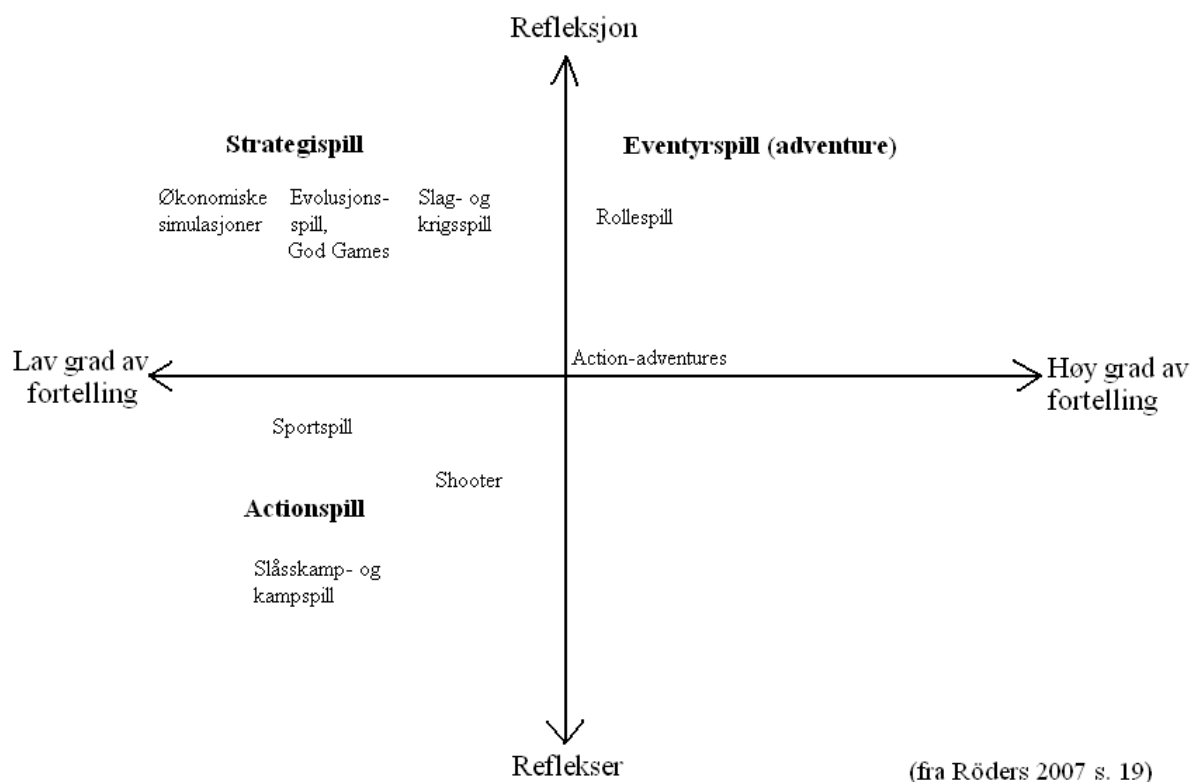 Refleksjon
Strategispill
Eventyrspill (adventure)
Økonomiske
simulasjoner
Evolusjons-
spill,
God Games
Slag- og
krigsspill
Rollespill
Lav grad av
fortelling
Action-adventures
Høy grad av
fortelling
Sportspill
Shooter
Actionspill
Slåsskamp- og
kampspill
Reflekser
(fra Röders 2007 s. 19)